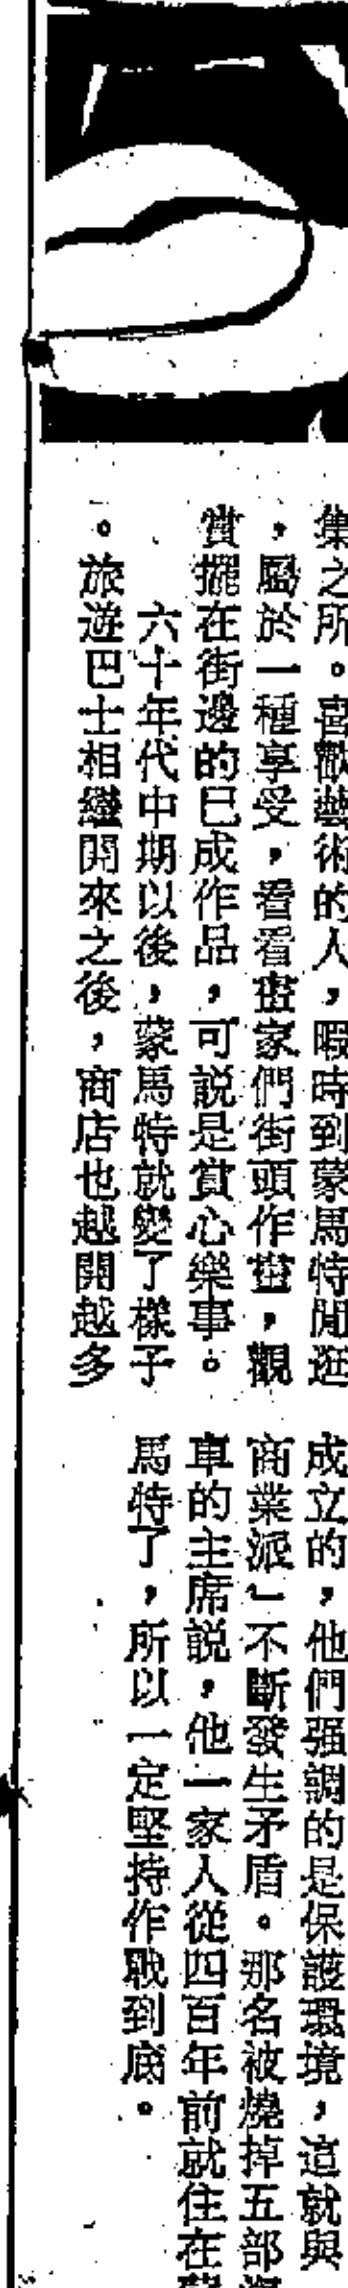 集之所。喜歡藝術的人，暇時到蒙馬特閒逛
，屬於一種享受，看看畫家們街頭作畫，觀
賞擺在街邊的已成作品，可說是賞心樂事。
六十年代中期以後，蒙馬特就變了樣子
。旅遊巴士相繼開來之後，商店也越開越多
成立的，他們强調的是保護環境，這就與
商業派」不斷發生矛盾。那名被燒掉五部
車的主席說，他一家人從四百年前就住在
馬特了，所以一定堅持作戰到底。